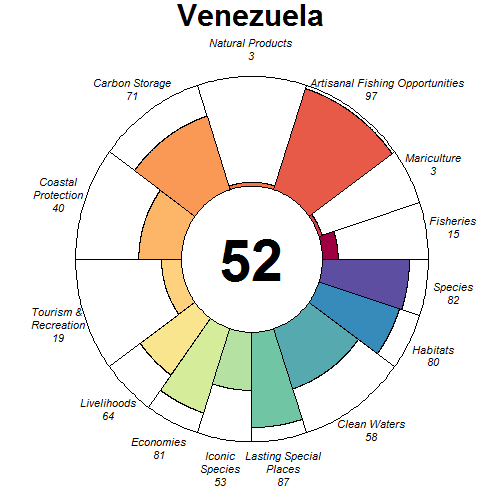 Venezuela
Natural Products
3
Artisanal Fishing Opportunities
97
Mariculture
3
Fisheries
15
Species
82
Habitats
80
Clean Waters
58
Lasting Special
Places
87
Iconic
Species
53
Economies
81
Livelihoods
64
Tourism &
Recreation
19
Coastal
Protection
40
Carbon Storage
71
52